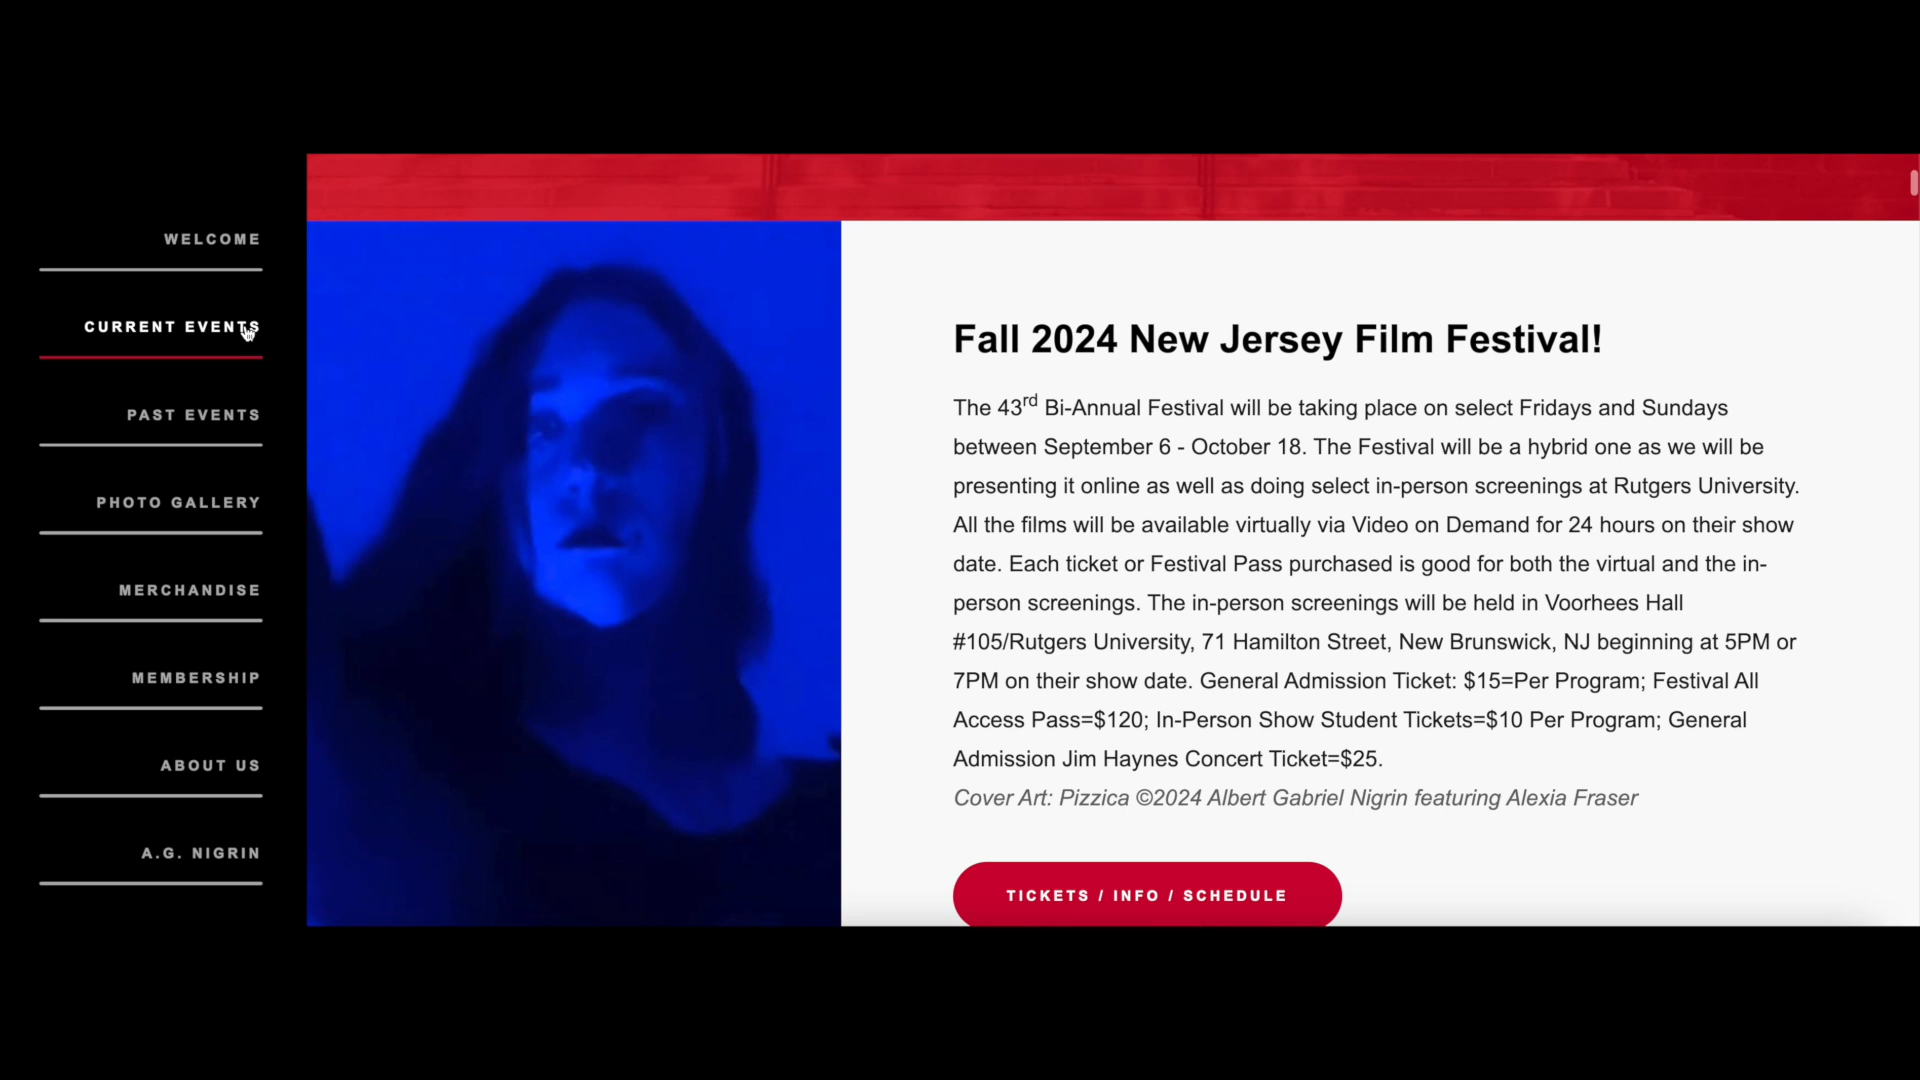 WELCOME
CURRENT EVENTS
PAST EVENTS
PHOTO GALLERY
MERCHANDISE
MEMBERSHIP
ABOUT US
A.G. NIGRIN
Fall 2024 New Jersey Film Festival!
The 43rd Bi-Annual Festival will be taking place on select Fridays and Sundays
between September 6 - October 18. The Festival will be a hybrid one as we will be
presenting it online as well as doing select in-person screenings at Rutgers University.
All the films will be available virtually via Video on Demand for 24 hours on their show
date. Each ticket or Festival Pass purchased is good for both the virtual and the in-
person screenings. The in-person screenings will be held in Voorhees Hall
#105/Rutgers University, 71 Hamilton Street, New Brunswick, NJ beginning at 5PM or
7PM on their show date. General Admission Ticket: $15=Per Program; Festival All
Access Pass=$120; In-Person Show Student Tickets=$10 Per Program; General
Admission Jim Haynes Concert Ticket=$25.
Cover Art: Pizzica ©2024 Albert Gabriel Nigrin featuring Alexia Fraser
TICKETS / INFO / SCHEDULE